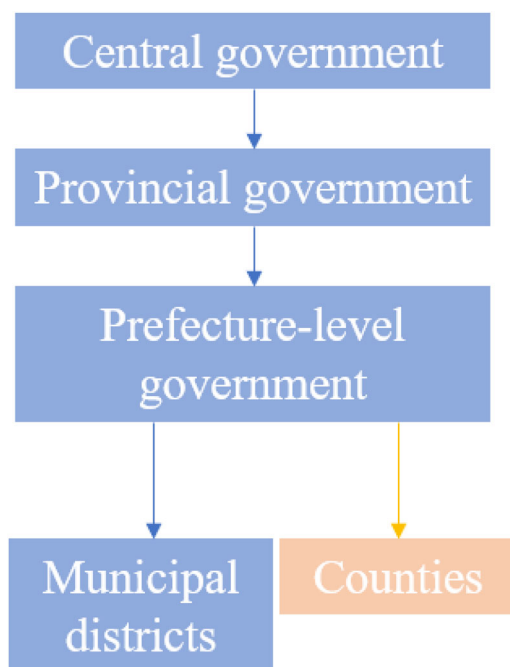 Central government
Provincial government
Prefecture-level
government
Municipal
districts
Counties